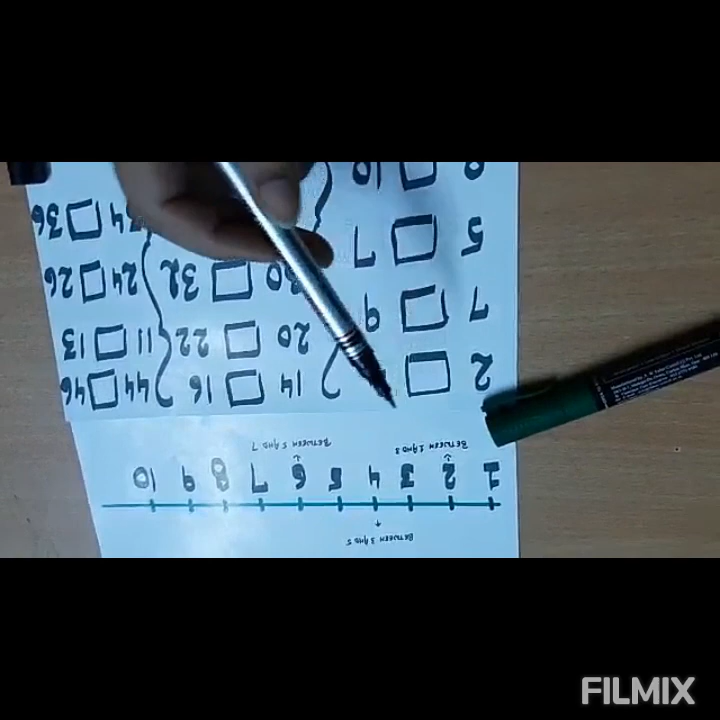 BETWEEN 3 AND 5
1 2 3 4 5 6 7 8 9 10
BETWEEN 1 AND 3 BETWEEN 5 AND 7
2 □ 14 □ 16 44 □ 46
7 □ 9 20 □ 22 11 □ 13
5 □ 7 30 □ 32 24 □ 26
□ 10 34 □ 36
FILMIX